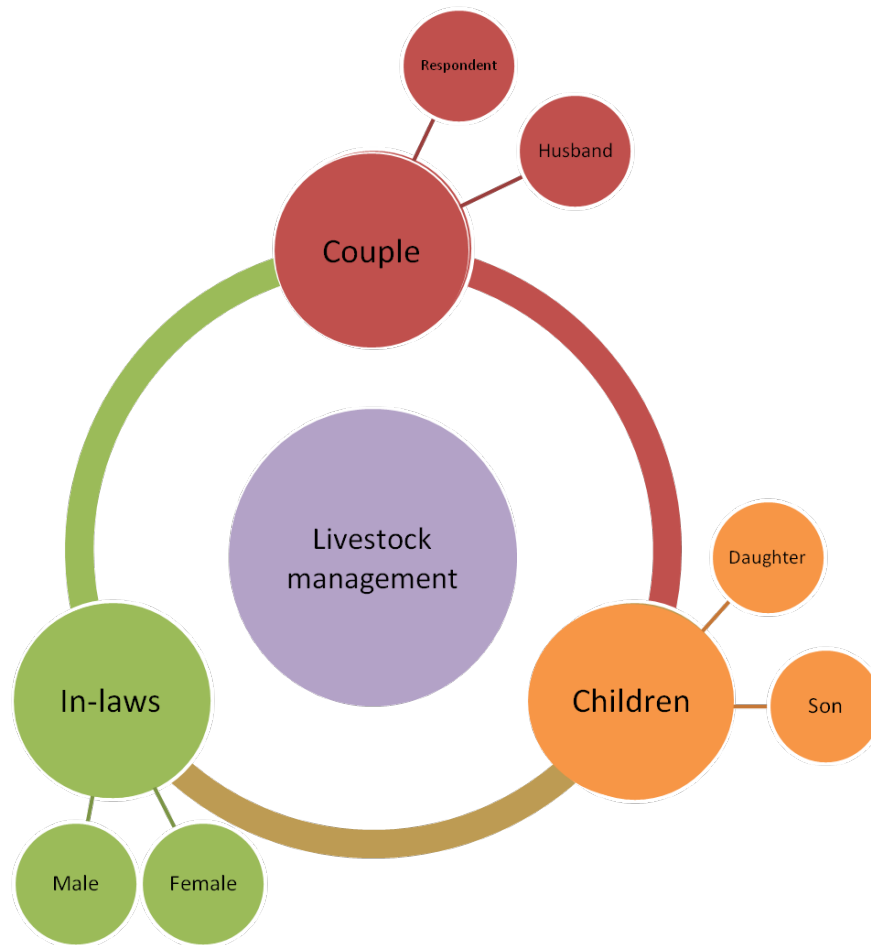 Respondent
Husband
Couple
Livestock
management
Daughter
Son
Children
In-laws
Male
Female